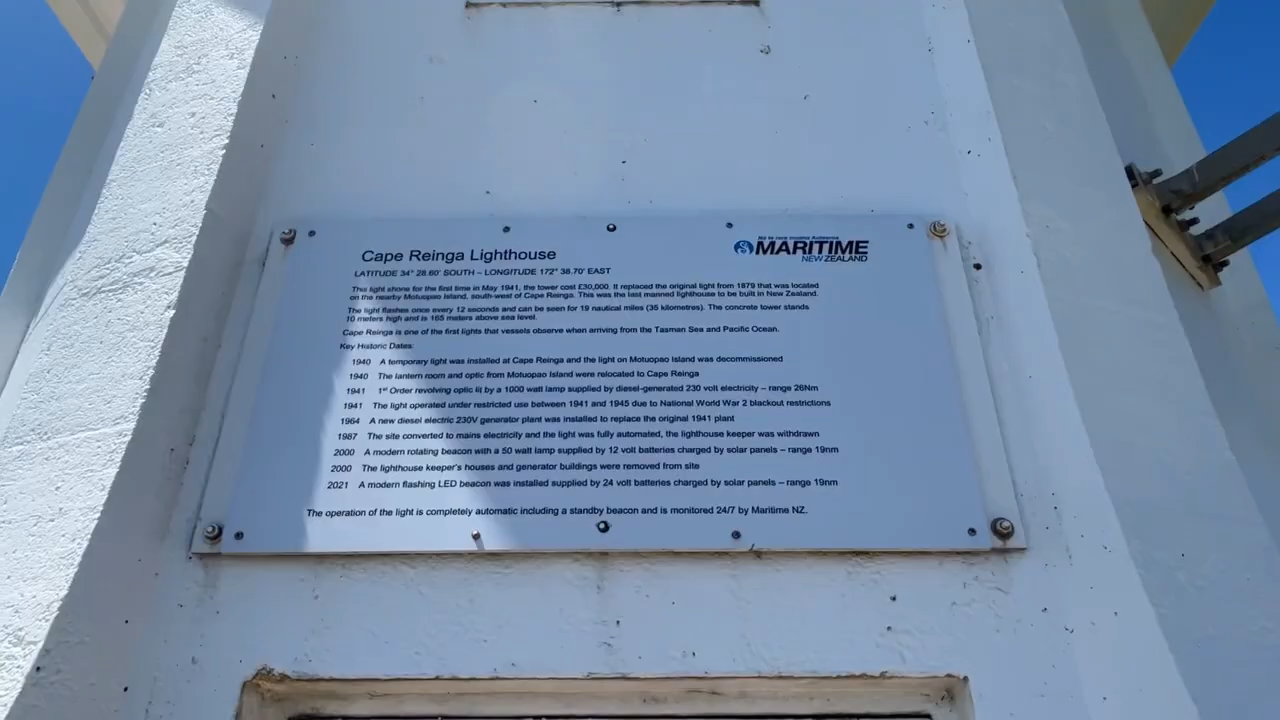 Cape Reinga Lighthouse
No te rere moana Aotearoa
MARITIME
NEW ZEALAND
LATITUDE 34° 28.60' SOUTH – LONGITUDE 172° 38.70' EAST
This light shone for the first time in May 1941, the tower cost £30,000. It replaced the original light from 1879 that was located
on the nearby Motuopao Island, south-west of Cape Reinga. This was the last manned lighthouse to be built in New Zealand.
The light flashes once every 12 seconds and can be seen for 19 nautical miles (35 kilometres). The concrete tower stands
10 meters high and is 165 meters above sea level.
Cape Reinga is one of the first lights that vessels observe when arriving from the Tasman Sea and Pacific Ocean.
Key Historic Dates:
1940 A temporary light was installed at Cape Reinga and the light on Motuopao Island was decommissioned
1940 The lantern room and optic from Motuopao Island were relocated to Cape Reinga
1941 1st Order revolving optic lit by a 1000 watt lamp supplied by diesel-generated 230 volt electricity – range 26Nm
1941 The light operated under restricted use between 1941 and 1945 due to National World War 2 blackout restrictions
1964 A new diesel electric 230V generator plant was installed to replace the original 1941 plant
1987 The site converted to mains electricity and the light was fully automated, the lighthouse keeper was withdrawn
2000 A modern rotating beacon with a 50 watt lamp supplied by 12 volt batteries charged by solar panels – range 19nm
2000 The lighthouse keeper's houses and generator buildings were removed from site
2021 A modern flashing LED beacon was installed supplied by 24 volt batteries charged by solar panels – range 19nm
The operation of the light is completely automatic including a standby beacon and is monitored 24/7 by Maritime NZ.